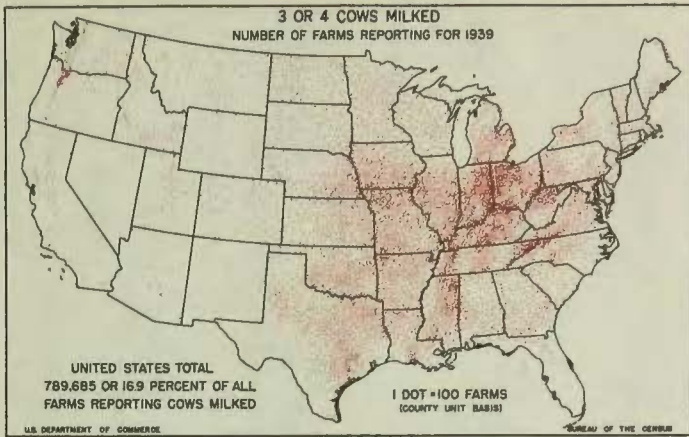 3 OR 4 COWS MILKED
NUMBER OF FARMS REPORTING FOR 1939
UNITED STATES TOTAL
789,685 OR 16.9 PERCENT OF ALL
FARMS REPORTING COWS MILKED
1 DOT = 100 FARMS
(COUNTY UNIT BASIS)
U.S. DEPARTMENT OF COMMERCE
BUREAU OF THE CENSUS